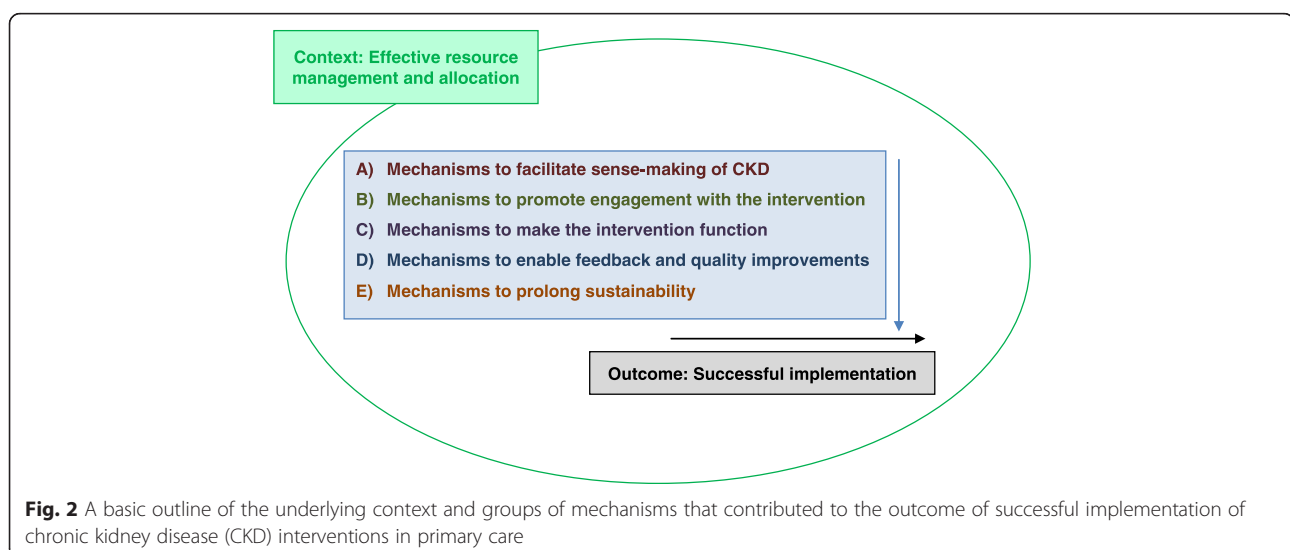 Context: Effective resource
management and allocation
A) Mechanisms to facilitate sense-making of CKD
B) Mechanisms to promote engagement with the intervention
C) Mechanisms to make the intervention function
D) Mechanisms to enable feedback and quality improvements
E) Mechanisms to prolong sustainability
Outcome: Successful implementation
Fig. 2 A basic outline of the underlying context and groups of mechanisms that contributed to the outcome of successful implementation of
chronic kidney disease (CKD) interventions in primary care